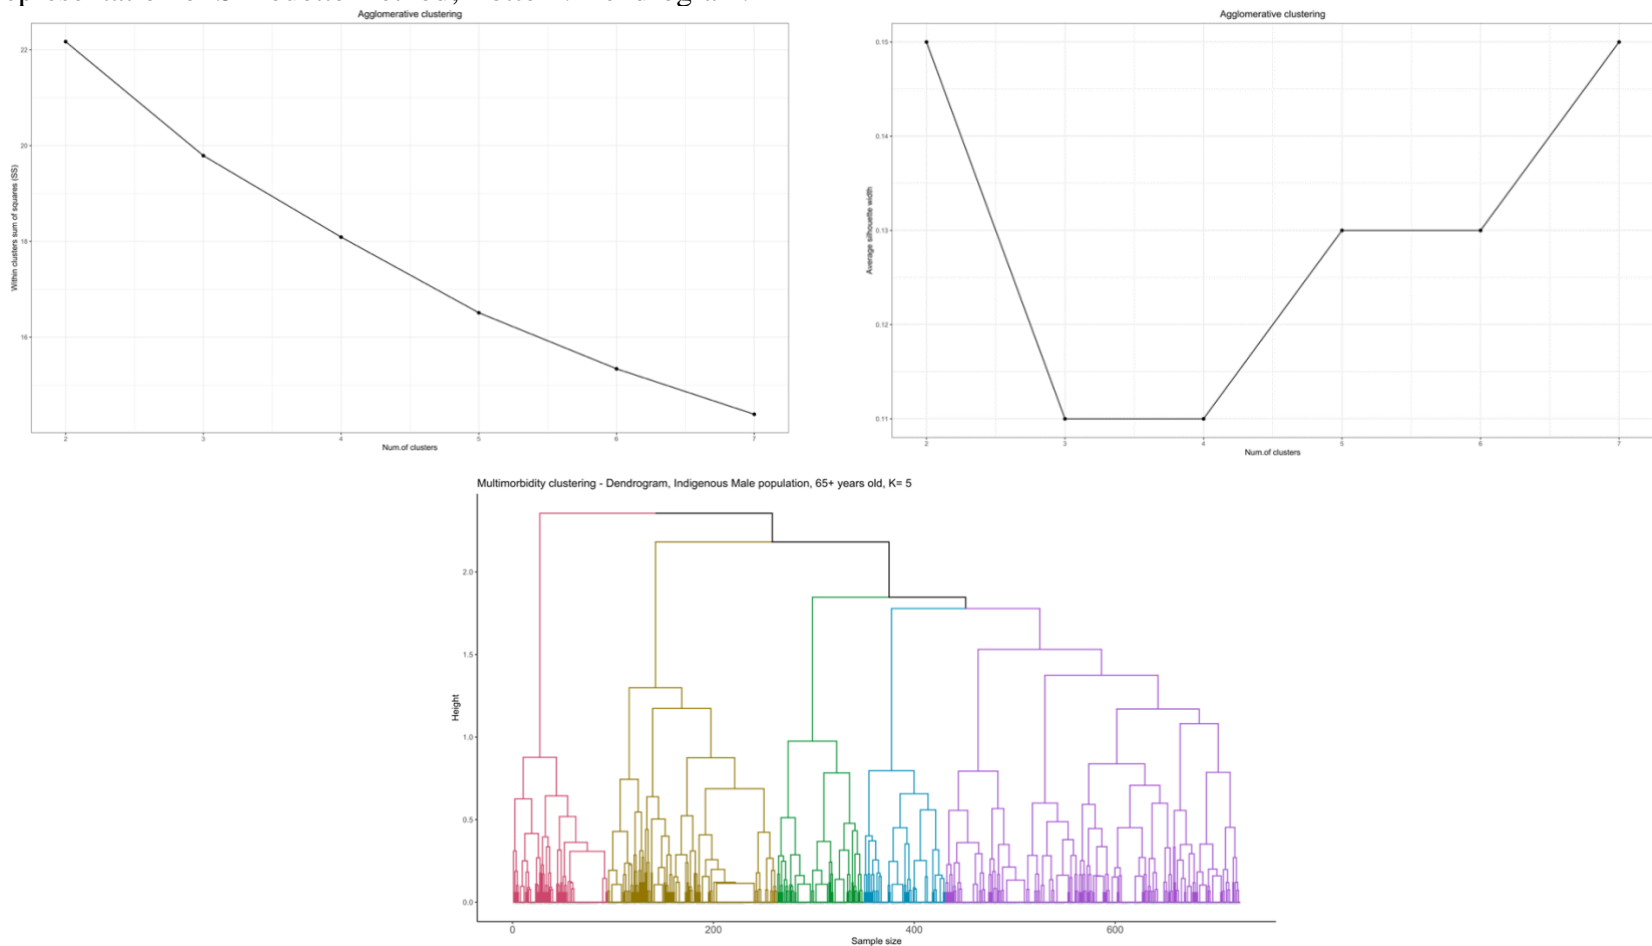 Agglomerative clustering
Within clusters sum of squares (SS)
22
20
18
16
2 3 4 5 6 7
Num.of clusters
Agglomerative clustering
Average silhouette width
0.15
0.14
0.13
0.12
0.11
2 3 4 5 6 7
Num.of clusters
Multimorbidity clustering - Dendrogram, Indigenous Male population, 65+ years old, K= 5
Height
2.0
1.5
1.0
0.5
0.0
0 200 400 600
Sample size